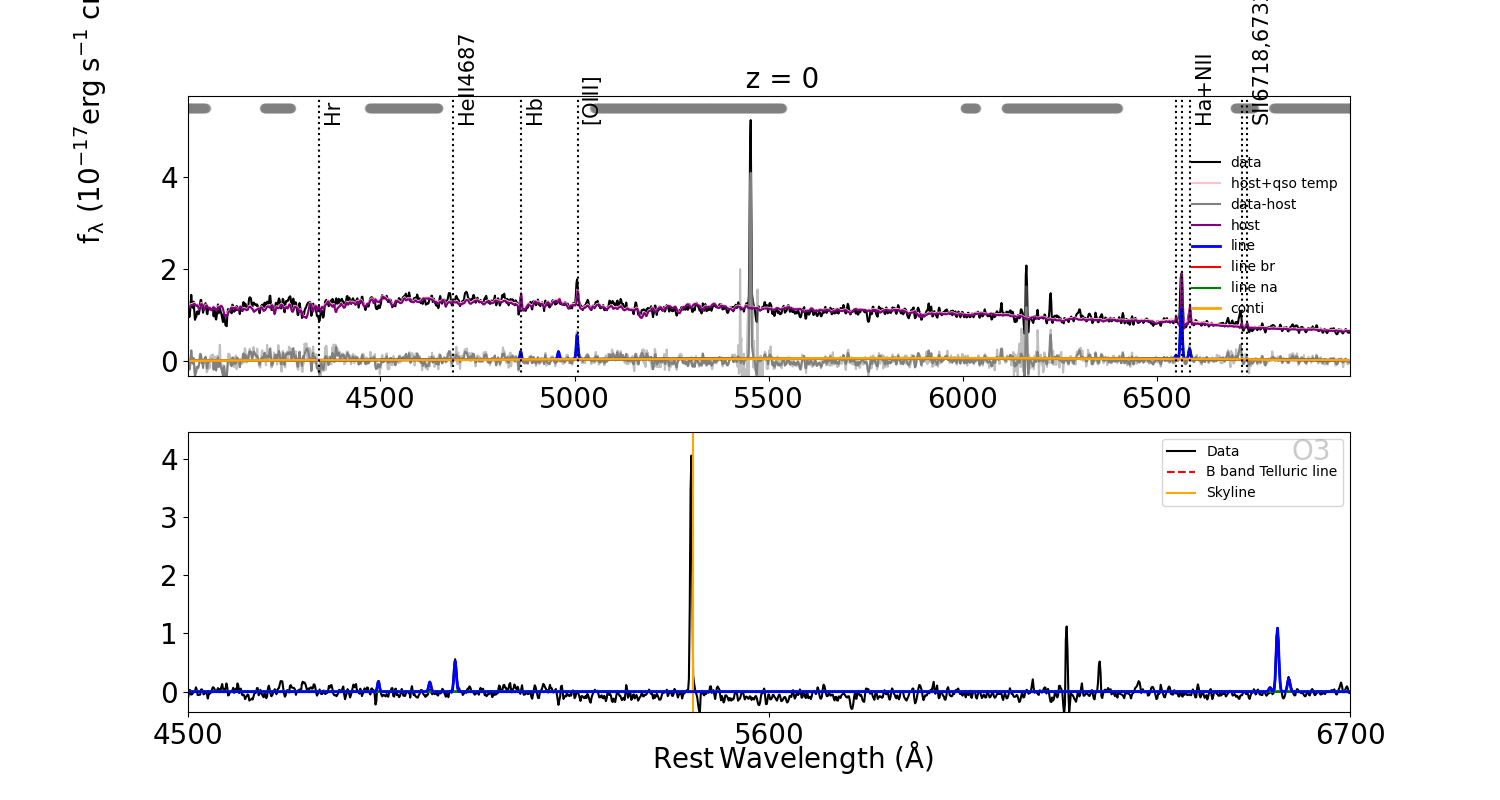 z = 0
f_λ (10^−17 erg s^−1
Hr
HeII4687
Hb
[OIII]
Ha+NII
SII6718,673
data
host+qso temp
data-host
host
line
line br
line na
conti
4
2
0
4500
5000
5500
6000
6500
O3
Data
B band Telluric line
Skyline
4
3
2
1
0
4500
5600
6700
Rest Wavelength (Å)